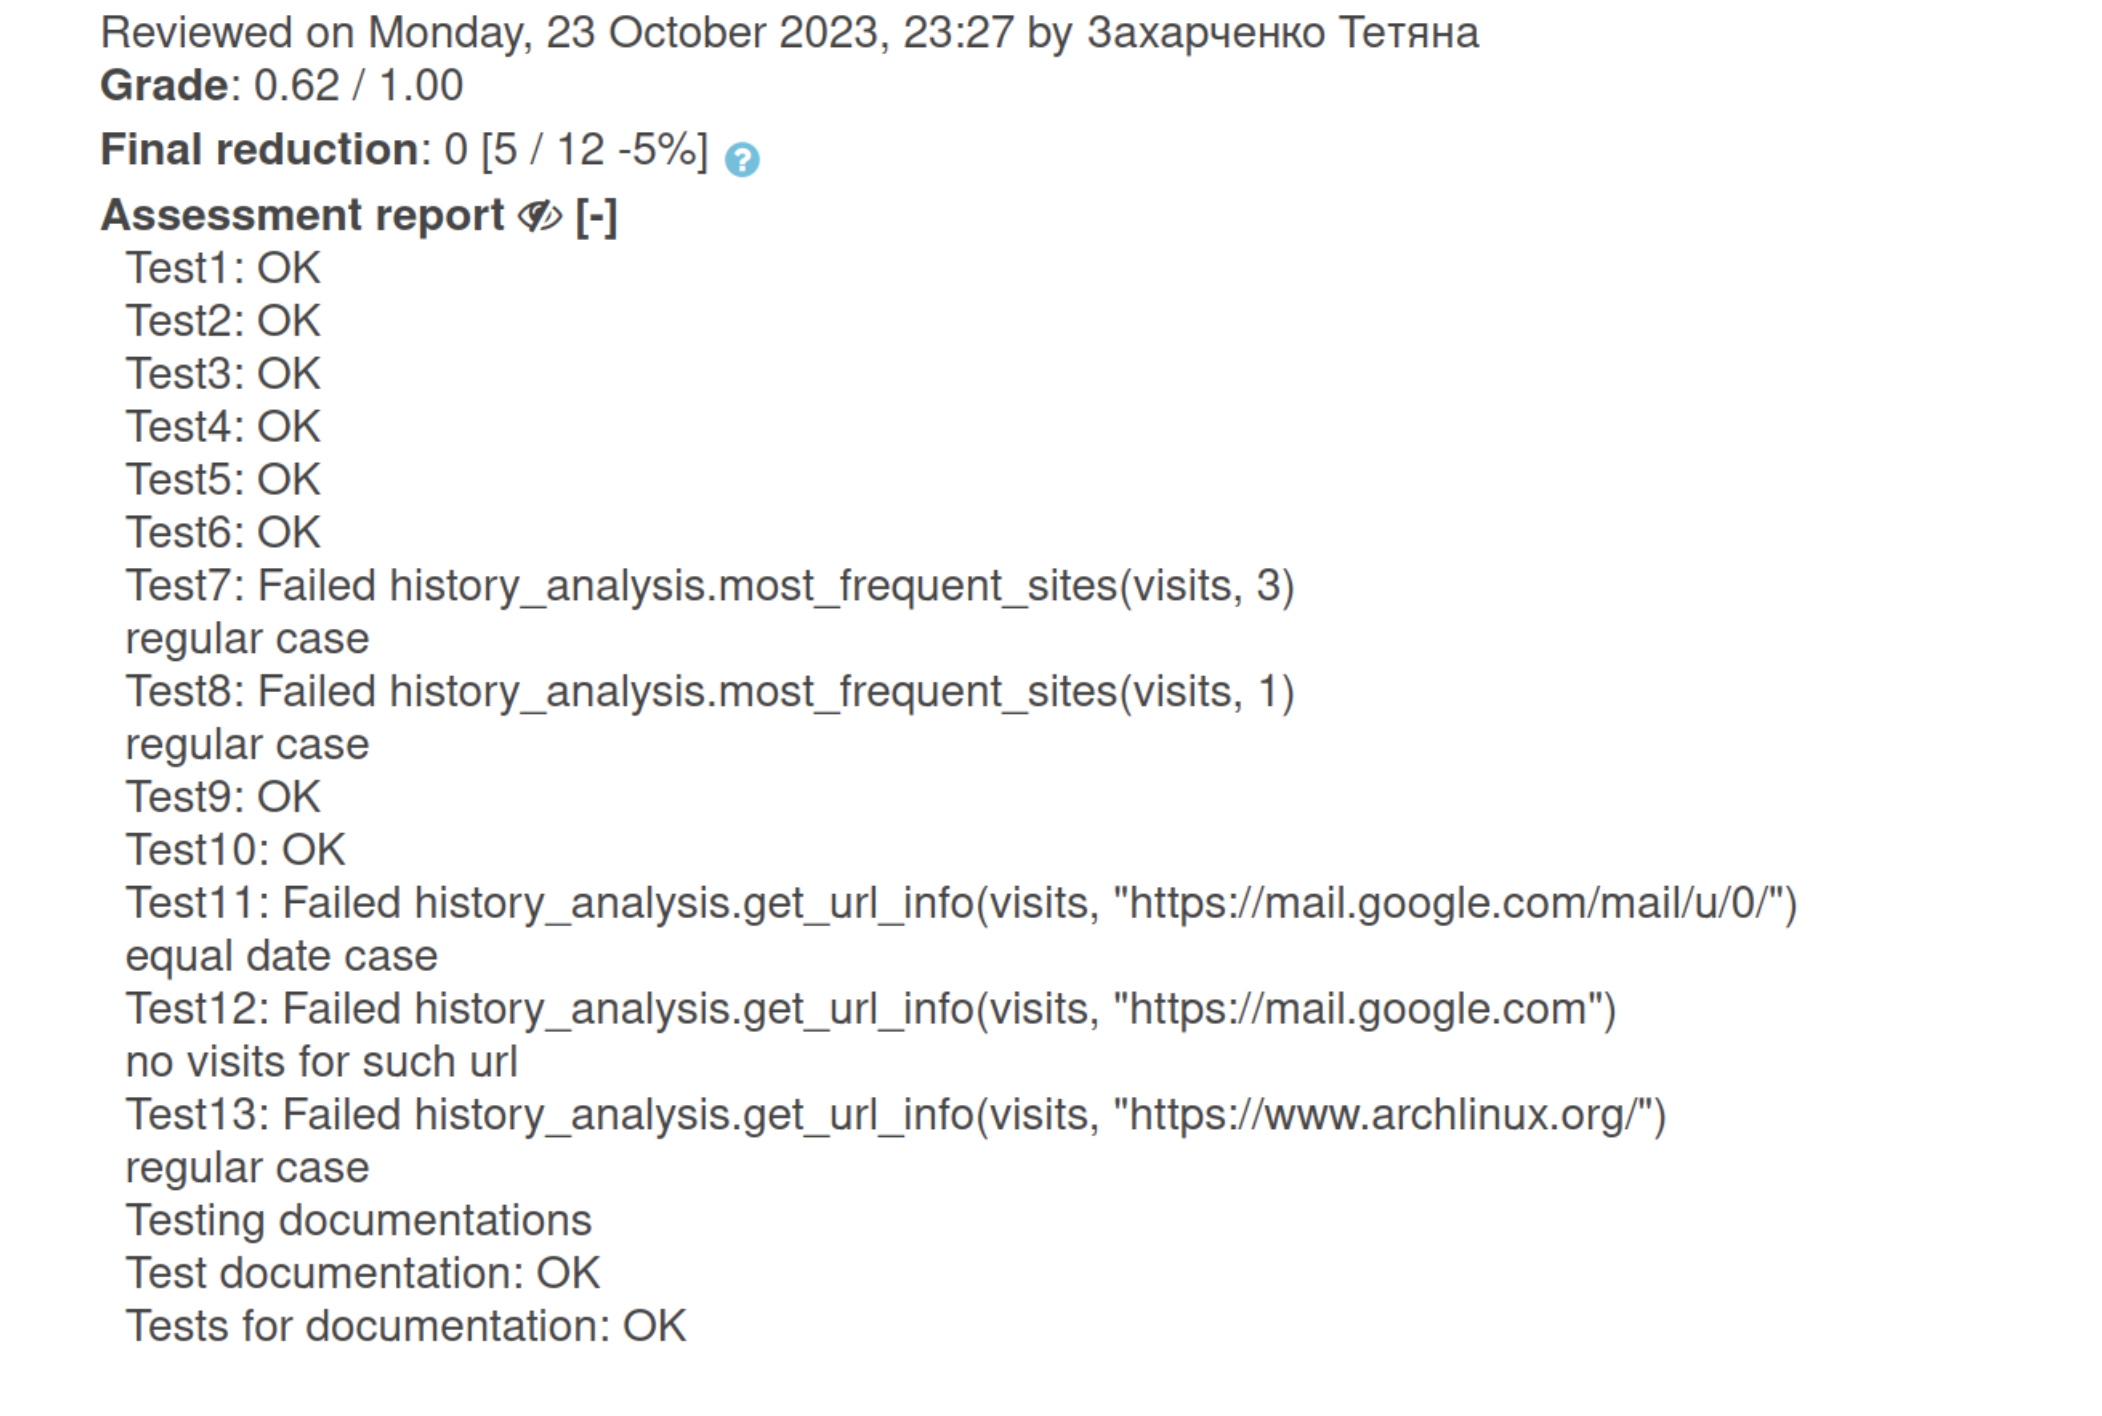 Reviewed on Monday, 23 October 2023, 23:27 by Захарченко Тетяна
Grade: 0.62 / 1.00
Final reduction: 0 [5 / 12 -5%] ?
Assessment report [-]
Test1: OK
Test2: OK
Test3: OK
Test4: OK
Test5: OK
Test6: OK
Test7: Failed history_analysis.most_frequent_sites(visits, 3)
regular case
Test8: Failed history_analysis.most_frequent_sites(visits, 1)
regular case
Test9: OK
Test10: OK
Test11: Failed history_analysis.get_url_info(visits, "https://mail.google.com/mail/u/0/")
equal date case
Test12: Failed history_analysis.get_url_info(visits, "https://mail.google.com")
no visits for such url
Test13: Failed history_analysis.get_url_info(visits, "https://www.archlinux.org/")
regular case
Testing documentations
Test documentation: OK
Tests for documentation: OK